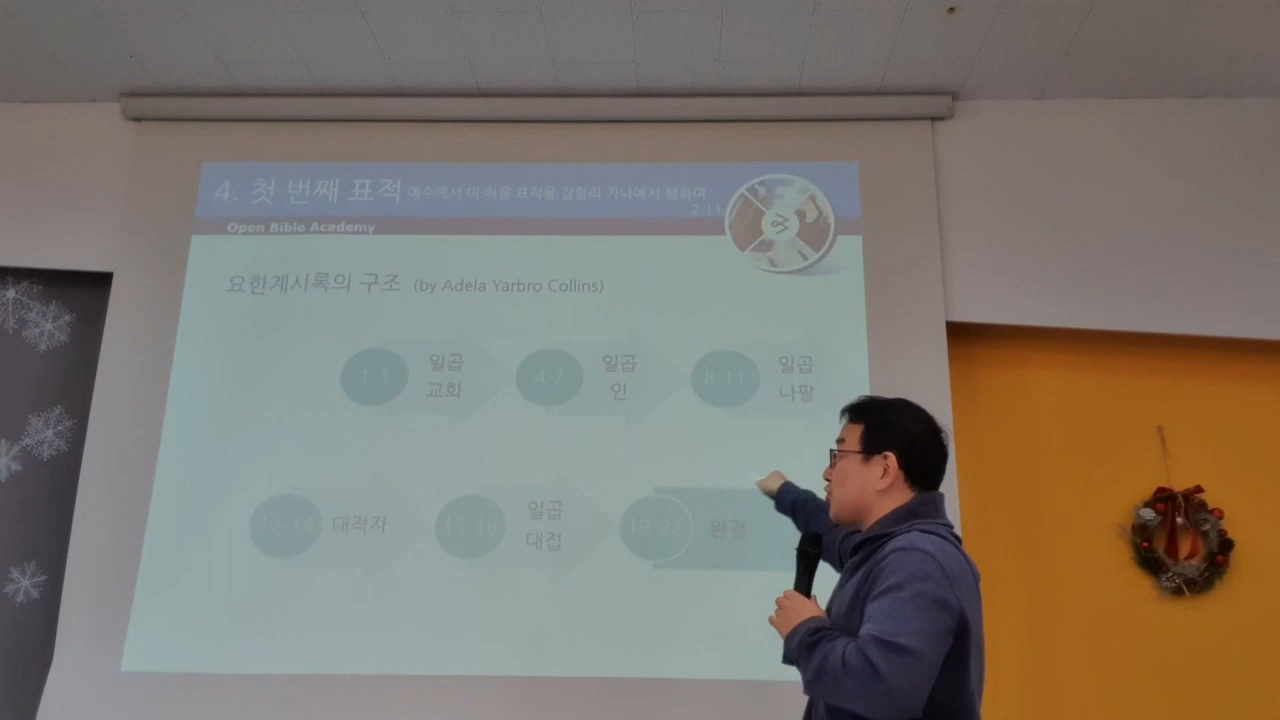 4. 첫 번째 표적 예수께서 이 처음 표적을 갈릴리 가나에서 행하여
2:11
Open Bible Academy
요한계시록의 구조 (by Adela Yarbro Collins)
1-3 일곱 교회
4-7 일곱 인
8-11 일곱 나팔
12-14 대적자
15-18 일곱 대접
19-22 완결